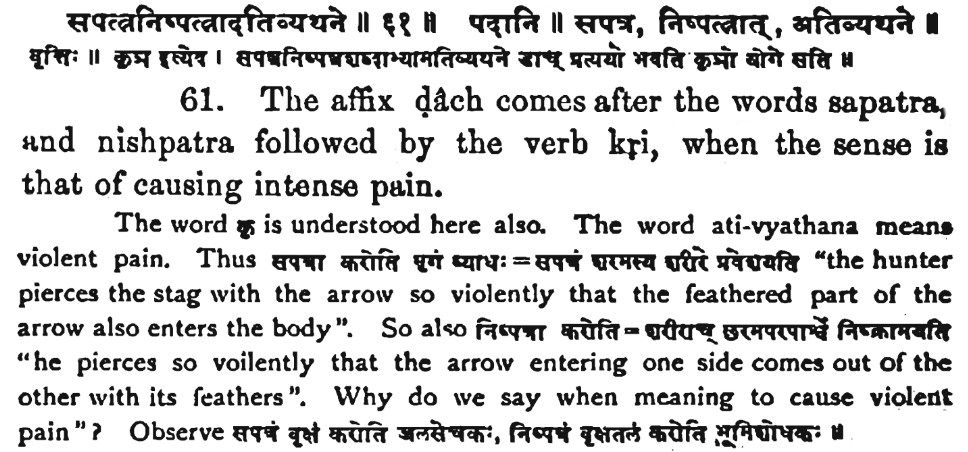 सपत्रनिष्पत्रादतिव्यथने ॥ ६१ ॥ पदानि ॥ सपत्र, निष्पत्रात्, अतिव्यथने ॥
वृत्तिः ॥ कृञ इत्येव । सपत्रनिष्पत्रशब्दाभ्यामतिव्यथने डाच् प्रत्ययो भवति कृञो योगे सति ॥
61. The affix ḍâch comes after the words sapatra,
and nishpatra followed by the verb kṛi, when the sense is
that of causing intense pain.
The word कृ is understood here also. The word ati-vyathana means
violent pain. Thus सपत्रा करोति मृगं व्याधः = सपत्रं शरमस्य शरीरे प्रवेशयति “the hunter
pierces the stag with the arrow so violently that the feathered part of the
arrow also enters the body”. So also निष्पत्रा करोति = शरीराच् छरमपरपार्श्वे निष्क्रामयति
“he pierces so voilently that the arrow entering one side comes out of the
other with its feathers”. Why do we say when meaning to cause violent
pain”? Observe सपत्रं वृक्षं करोति जलसेचकः, निष्पत्रं वृक्षतलं करोति भूमिशोधकः ॥